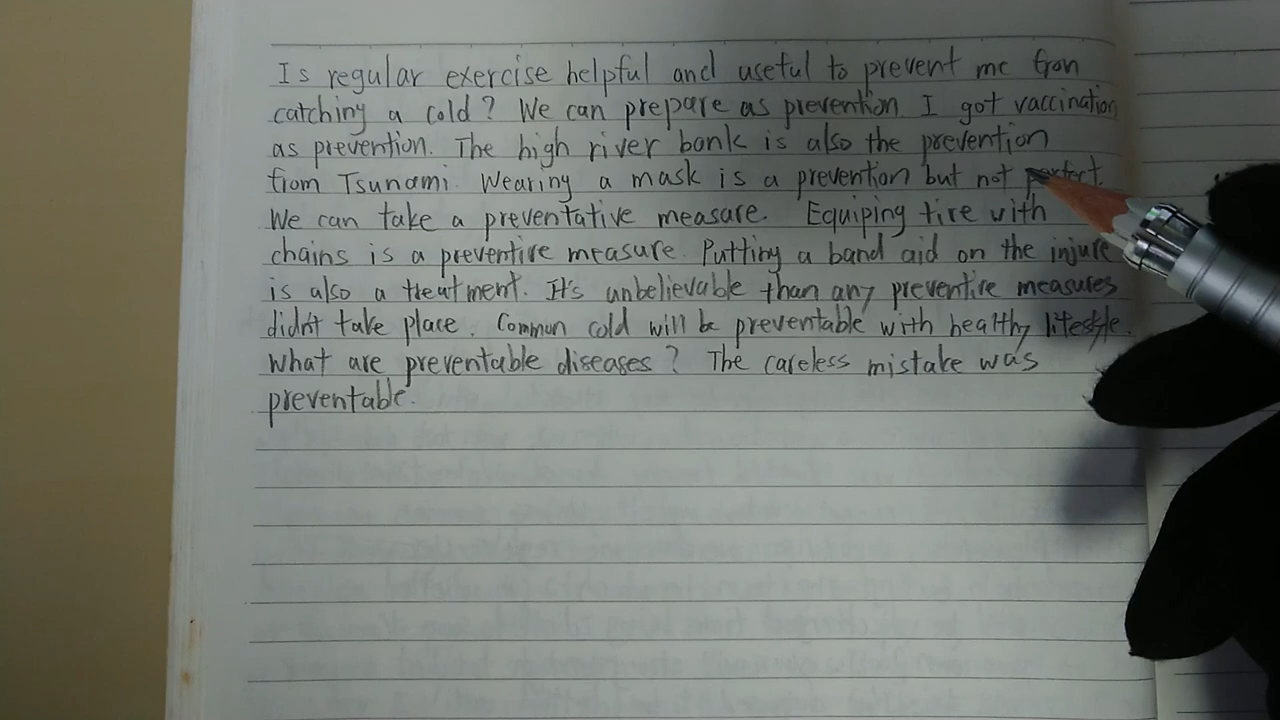 Is regular exercise helpful and useful to prevent me from
catching a cold? We can prepare as prevention. I got vaccination
as prevention. The high river bank is also the prevention
from Tsunami. Wearing a mask is a prevention but not perfect.
We can take a preventative measure. Equiping tire with
chains is a preventive measure. Putting a band aid on the injure
is also a treatment. It's unbelievable than any preventive measures
didn't take place. Common cold will be preventable with healthy lifestyle.
What are preventable diseases? The careless mistake was
preventable.